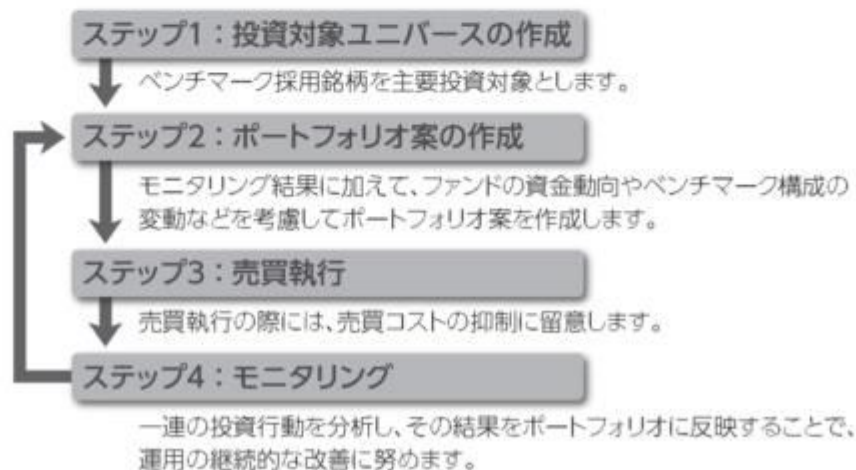 ステップ1：投資対象ユニバースの作成
ベンチマーク採用銘柄を主要投資対象とします。
ステップ2：ポートフォリオ案の作成
モニタリング結果に加えて、ファンドの資金動向やベンチマーク構成の
変動などを考慮してポートフォリオ案を作成します。
ステップ3：売買執行
売買執行の際には、売買コストの抑制に留意します。
ステップ4：モニタリング
一連の投資行動を分析し、その結果をポートフォリオに反映することで、
運用の継続的な改善に努めます。